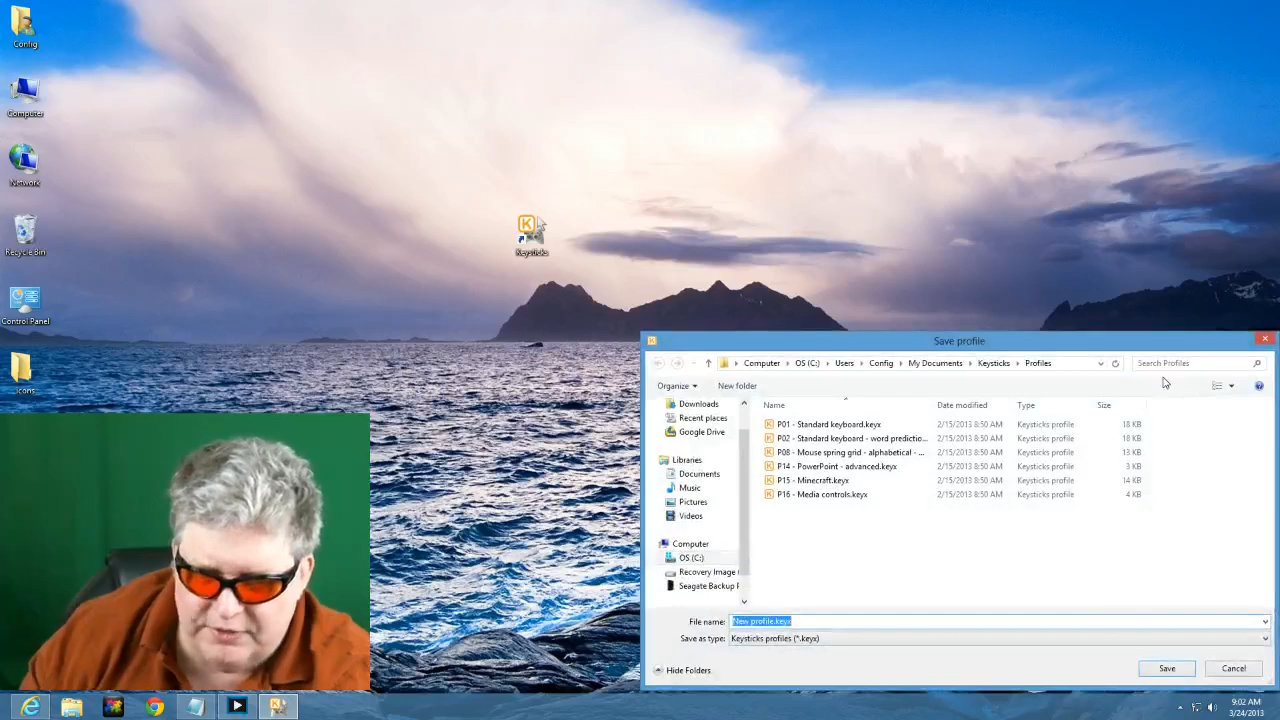 Config
Computer
Network
Recycle Bin
Control Panel
icons
Keysticks
Save profile
Computer OS (C:) Users Config My Documents Keysticks Profiles
Search Profiles
Organize New folder
Downloads
Recent places
Google Drive
Libraries
Documents
Music
Pictures
Videos
Computer
OS (C:)
Recovery Image
Seagate Backup
Name Date modified Type Size
P01 - Standard keyboard.keyx 2/15/2013 8:50 AM Keysticks profile 18 KB
P02 - Standard keyboard - word predictio... 2/15/2013 8:50 AM Keysticks profile 18 KB
P08 - Mouse spring grid - alphabetical - ... 2/15/2013 8:50 AM Keysticks profile 13 KB
P14 - PowerPoint - advanced.keyx 2/15/2013 8:50 AM Keysticks profile 3 KB
P15 - Minecraft.keyx 2/15/2013 8:50 AM Keysticks profile 14 KB
P16 - Media controls.keyx 2/15/2013 8:50 AM Keysticks profile 4 KB
File name: New profile.keyx
Save as type: Keysticks profiles (*.keyx)
Hide Folders Save Cancel
9:02 AM
3/24/2013